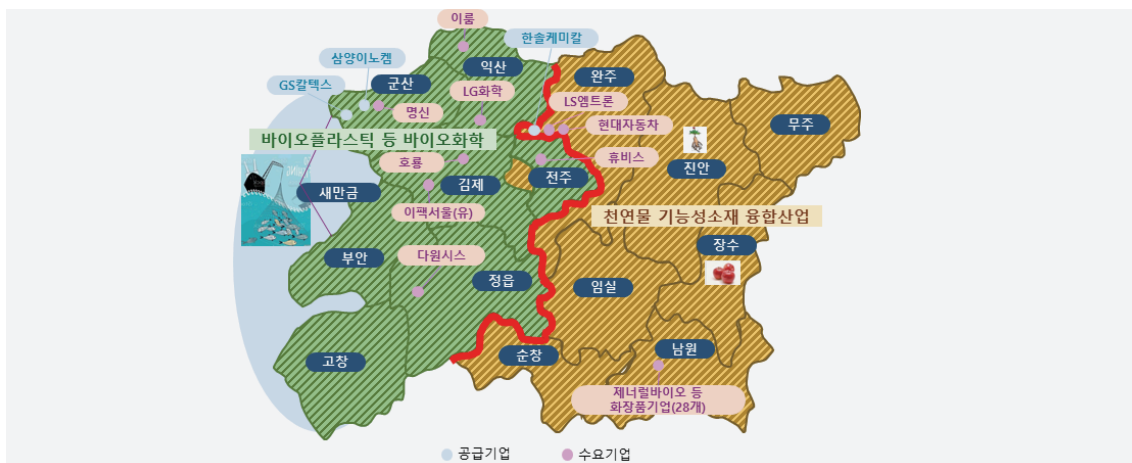 이룸
한솔케미칼
삼양이노켐
익산
완주
GS칼텍스
군산
LG화학
LS엠트론
명신
현대자동차
무주
바이오플라스틱 등 바이오화학
호룡
휴비스
진안
전주
김제
새만금
이팩서울(유)
천연물 기능성소재 융합산업
장수
다원시스
부안
정읍
임실
고창
순창
남원
제너럴바이오 등
화장품기업(28개)
공급기업
수요기업